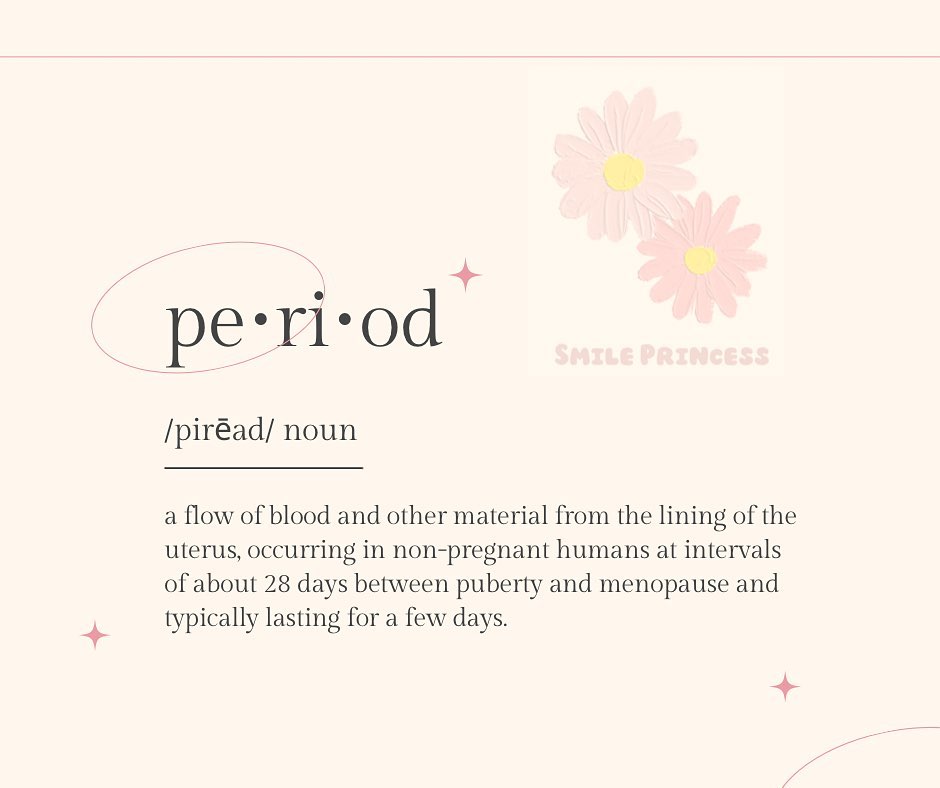 SMILE PRINCESS
pe•ri•od
/pirēad/ noun
a flow of blood and other material from the lining of the
uterus, occurring in non-pregnant humans at intervals
of about 28 days between puberty and menopause and
typically lasting for a few days.